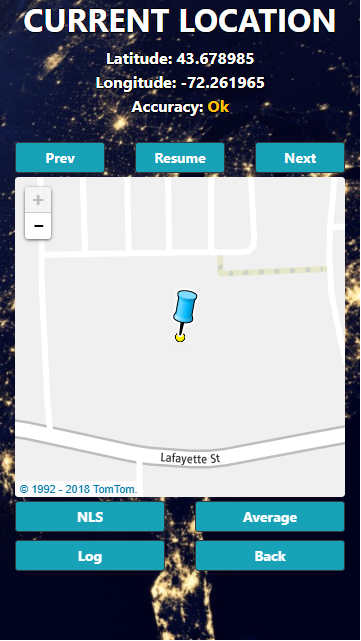 CURRENT LOCATION
Latitude: 43.678985
Longitude: -72.261965
Accuracy: Ok
Prev Resume Next
+
-
Lafayette St
© 1992 - 2018 TomTom.
NLS Average
Log Back